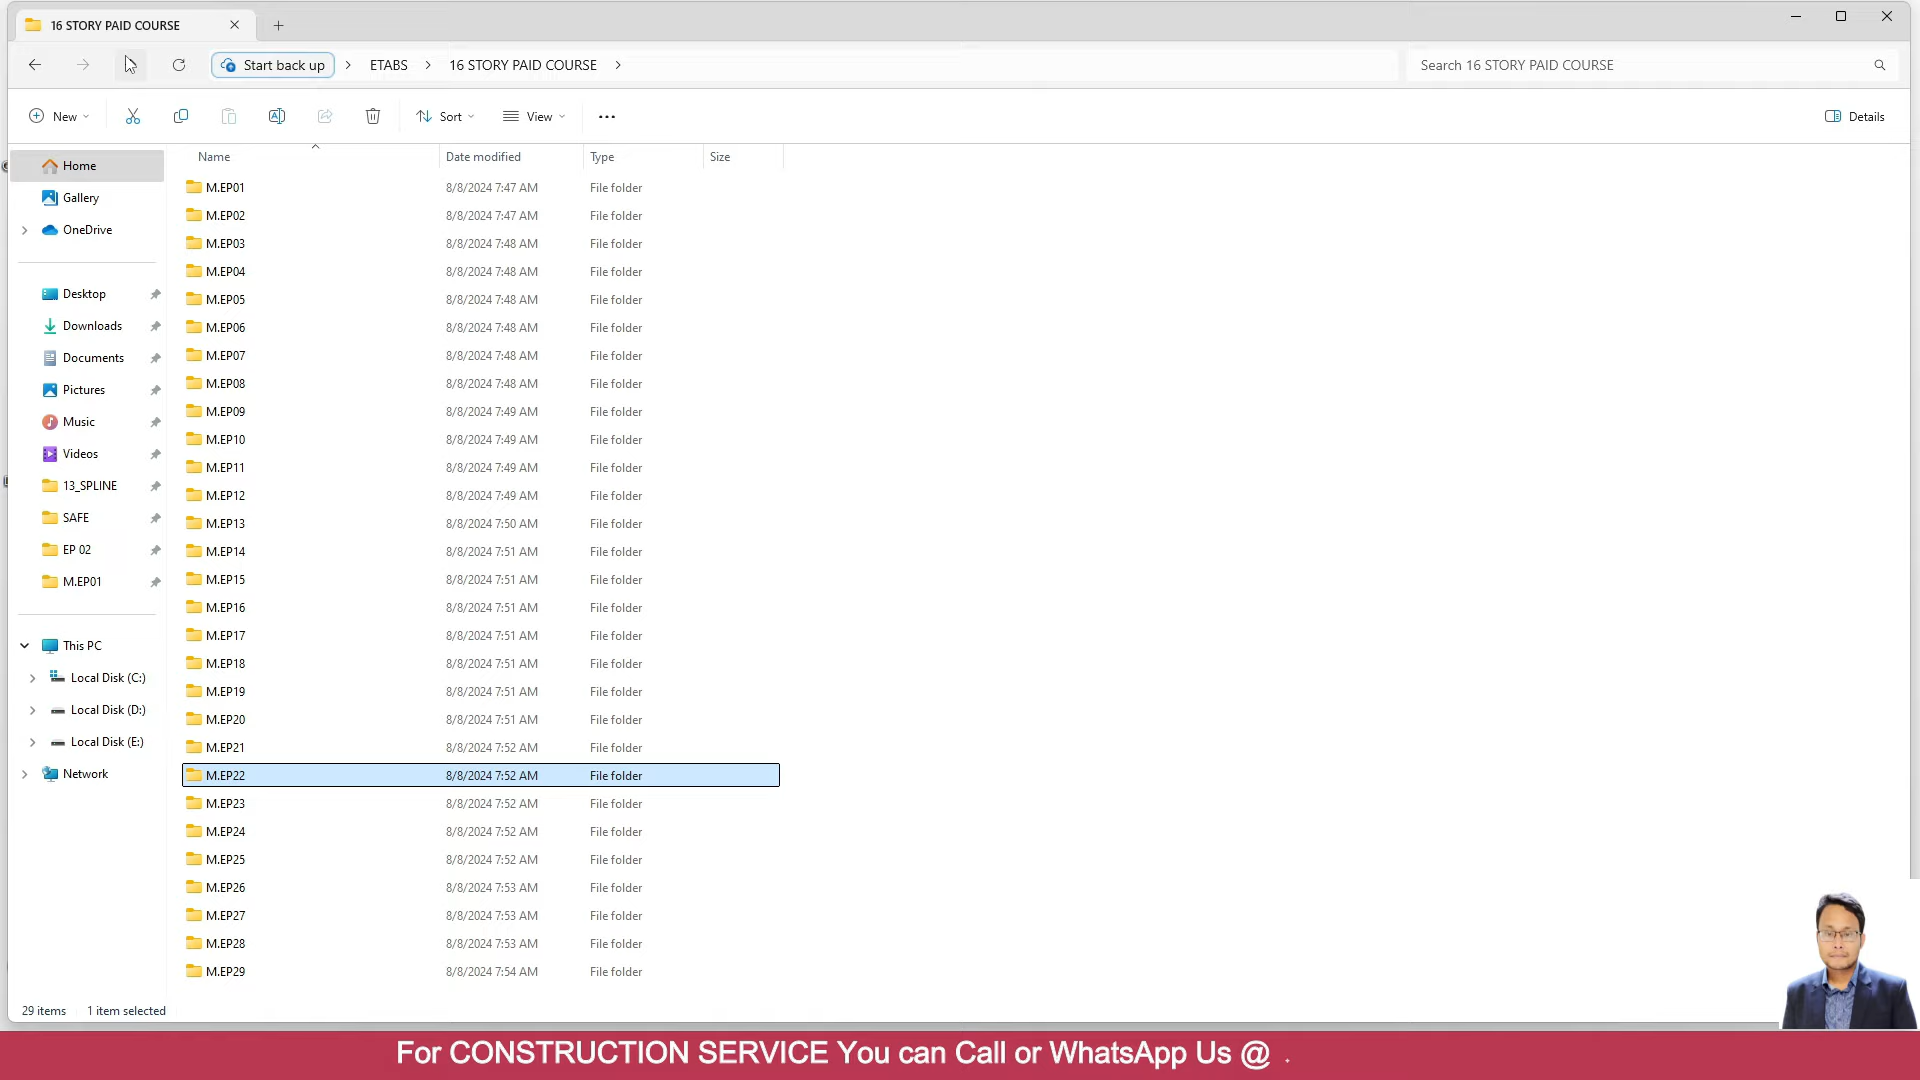 16 STORY PAID COURSE
Start back up > ETABS > 16 STORY PAID COURSE >
Search 16 STORY PAID COURSE
New Sort View ... Details
Name Date modified Type Size
Home
Gallery
OneDrive
Desktop
Downloads
Documents
Pictures
Music
Videos
13_SPLINE
SAFE
EP 02
M.EP01
This PC
Local Disk (C:)
Local Disk (D:)
Local Disk (E:)
Network
M.EP01 8/8/2024 7:47 AM File folder
M.EP02 8/8/2024 7:47 AM File folder
M.EP03 8/8/2024 7:48 AM File folder
M.EP04 8/8/2024 7:48 AM File folder
M.EP05 8/8/2024 7:48 AM File folder
M.EP06 8/8/2024 7:48 AM File folder
M.EP07 8/8/2024 7:48 AM File folder
M.EP08 8/8/2024 7:48 AM File folder
M.EP09 8/8/2024 7:49 AM File folder
M.EP10 8/8/2024 7:49 AM File folder
M.EP11 8/8/2024 7:49 AM File folder
M.EP12 8/8/2024 7:49 AM File folder
M.EP13 8/8/2024 7:50 AM File folder
M.EP14 8/8/2024 7:51 AM File folder
M.EP15 8/8/2024 7:51 AM File folder
M.EP16 8/8/2024 7:51 AM File folder
M.EP17 8/8/2024 7:51 AM File folder
M.EP18 8/8/2024 7:51 AM File folder
M.EP19 8/8/2024 7:51 AM File folder
M.EP20 8/8/2024 7:51 AM File folder
M.EP21 8/8/2024 7:52 AM File folder
M.EP22 8/8/2024 7:52 AM File folder
M.EP23 8/8/2024 7:52 AM File folder
M.EP24 8/8/2024 7:52 AM File folder
M.EP25 8/8/2024 7:52 AM File folder
M.EP26 8/8/2024 7:53 AM File folder
M.EP27 8/8/2024 7:53 AM File folder
M.EP28 8/8/2024 7:53 AM File folder
M.EP29 8/8/2024 7:54 AM File folder
29 items 1 item selected
For CONSTRUCTION SERVICE You can Call or WhatsApp Us @ .